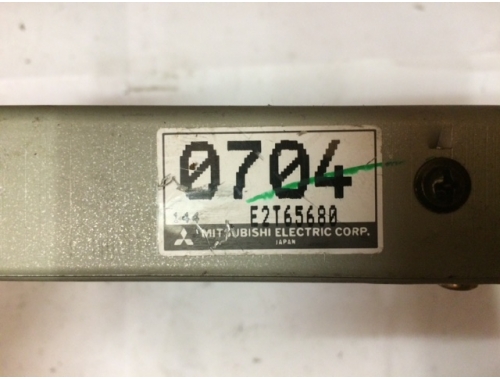 0704
144 E2T65680
MITSUBISHI ELECTRIC CORP.
JAPAN